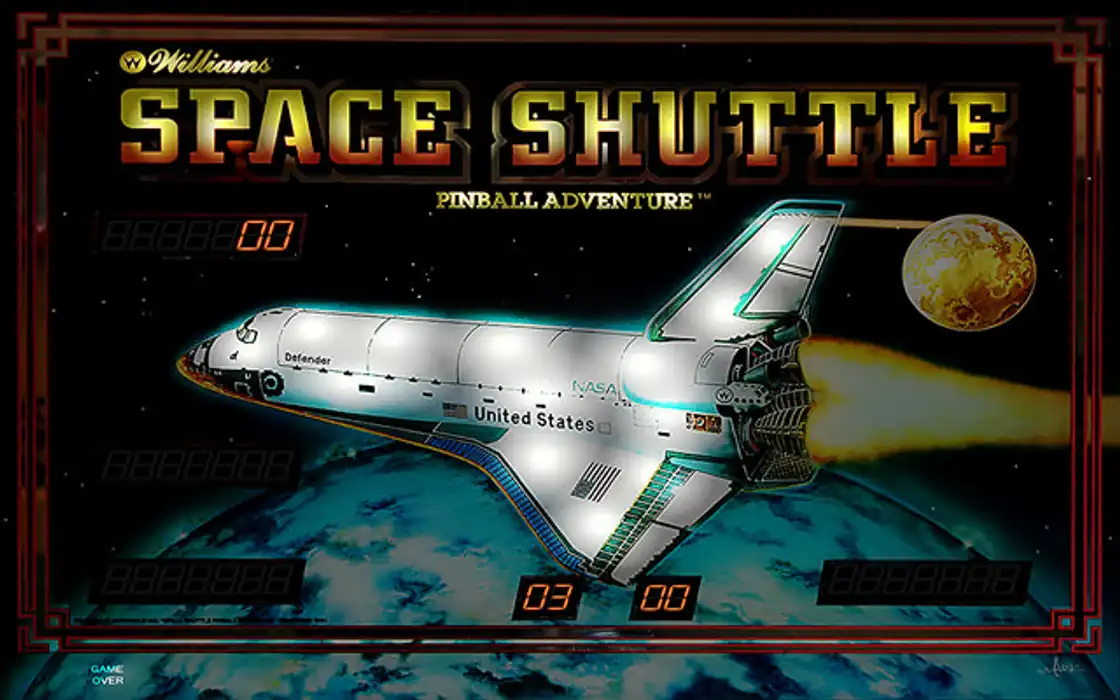 Williams
SPACE SHUTTLE
PINBALL ADVENTURE™
00
Defender
NASA
United States
03
00
GAME
OVER